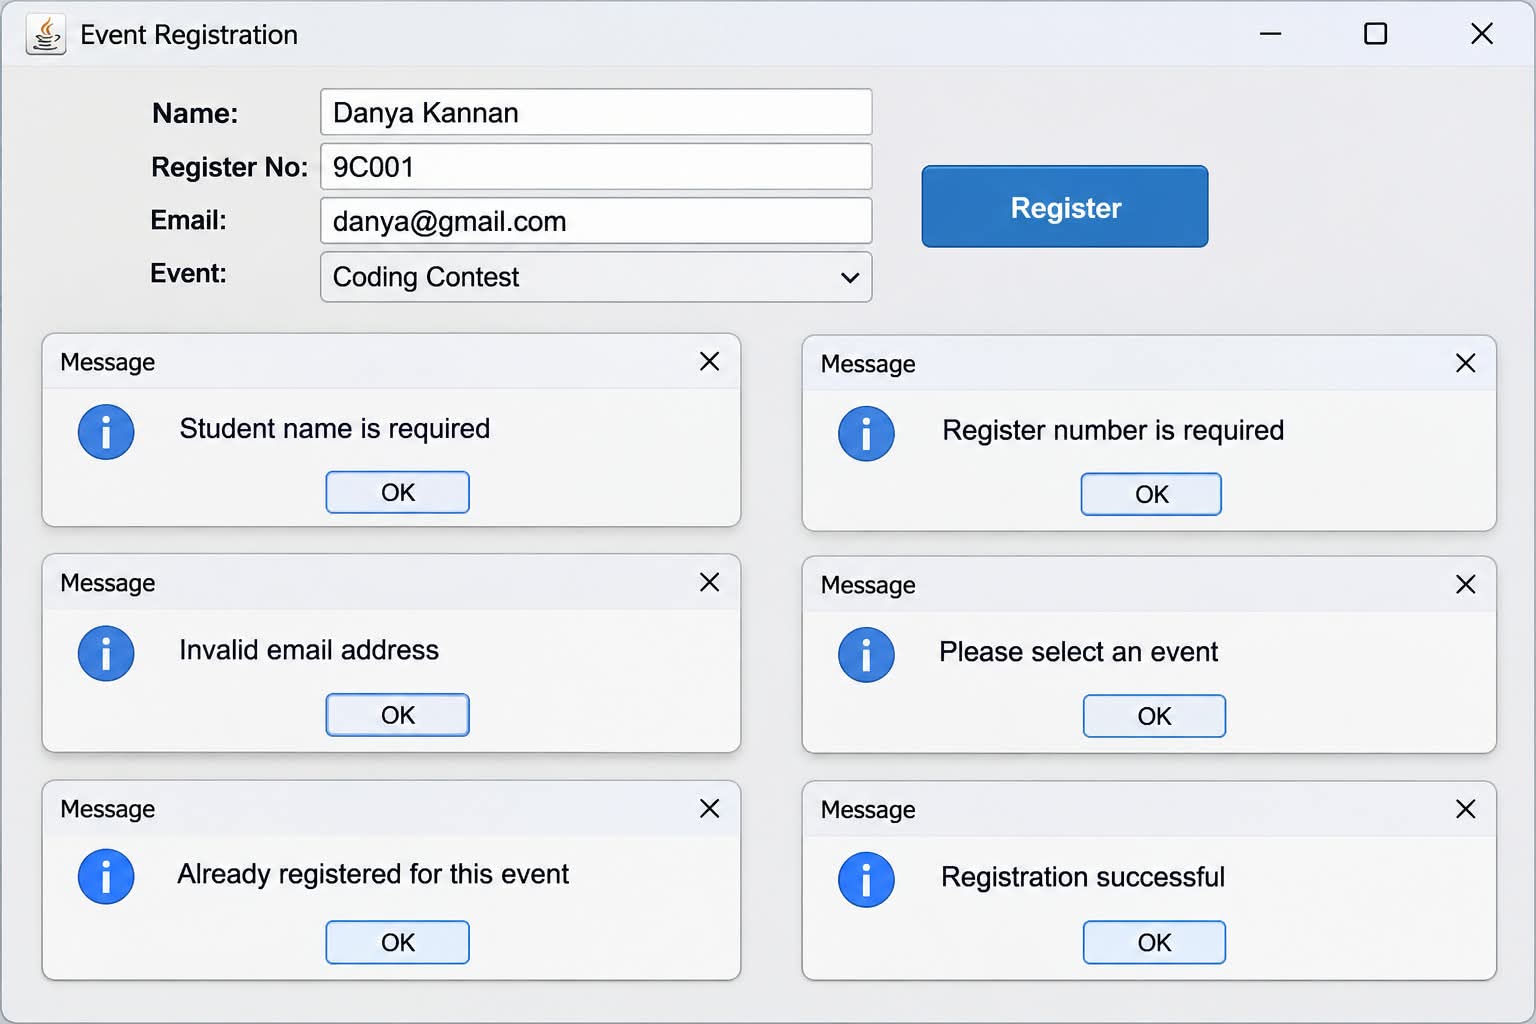 Event Registration
Name: Danya Kannan
Register No: 9C001
Email: danya@gmail.com
Event: Coding Contest
Register
Message
Student name is required
OK
Message
Register number is required
OK
Message
Invalid email address
OK
Message
Please select an event
OK
Message
Already registered for this event
OK
Message
Registration successful
OK